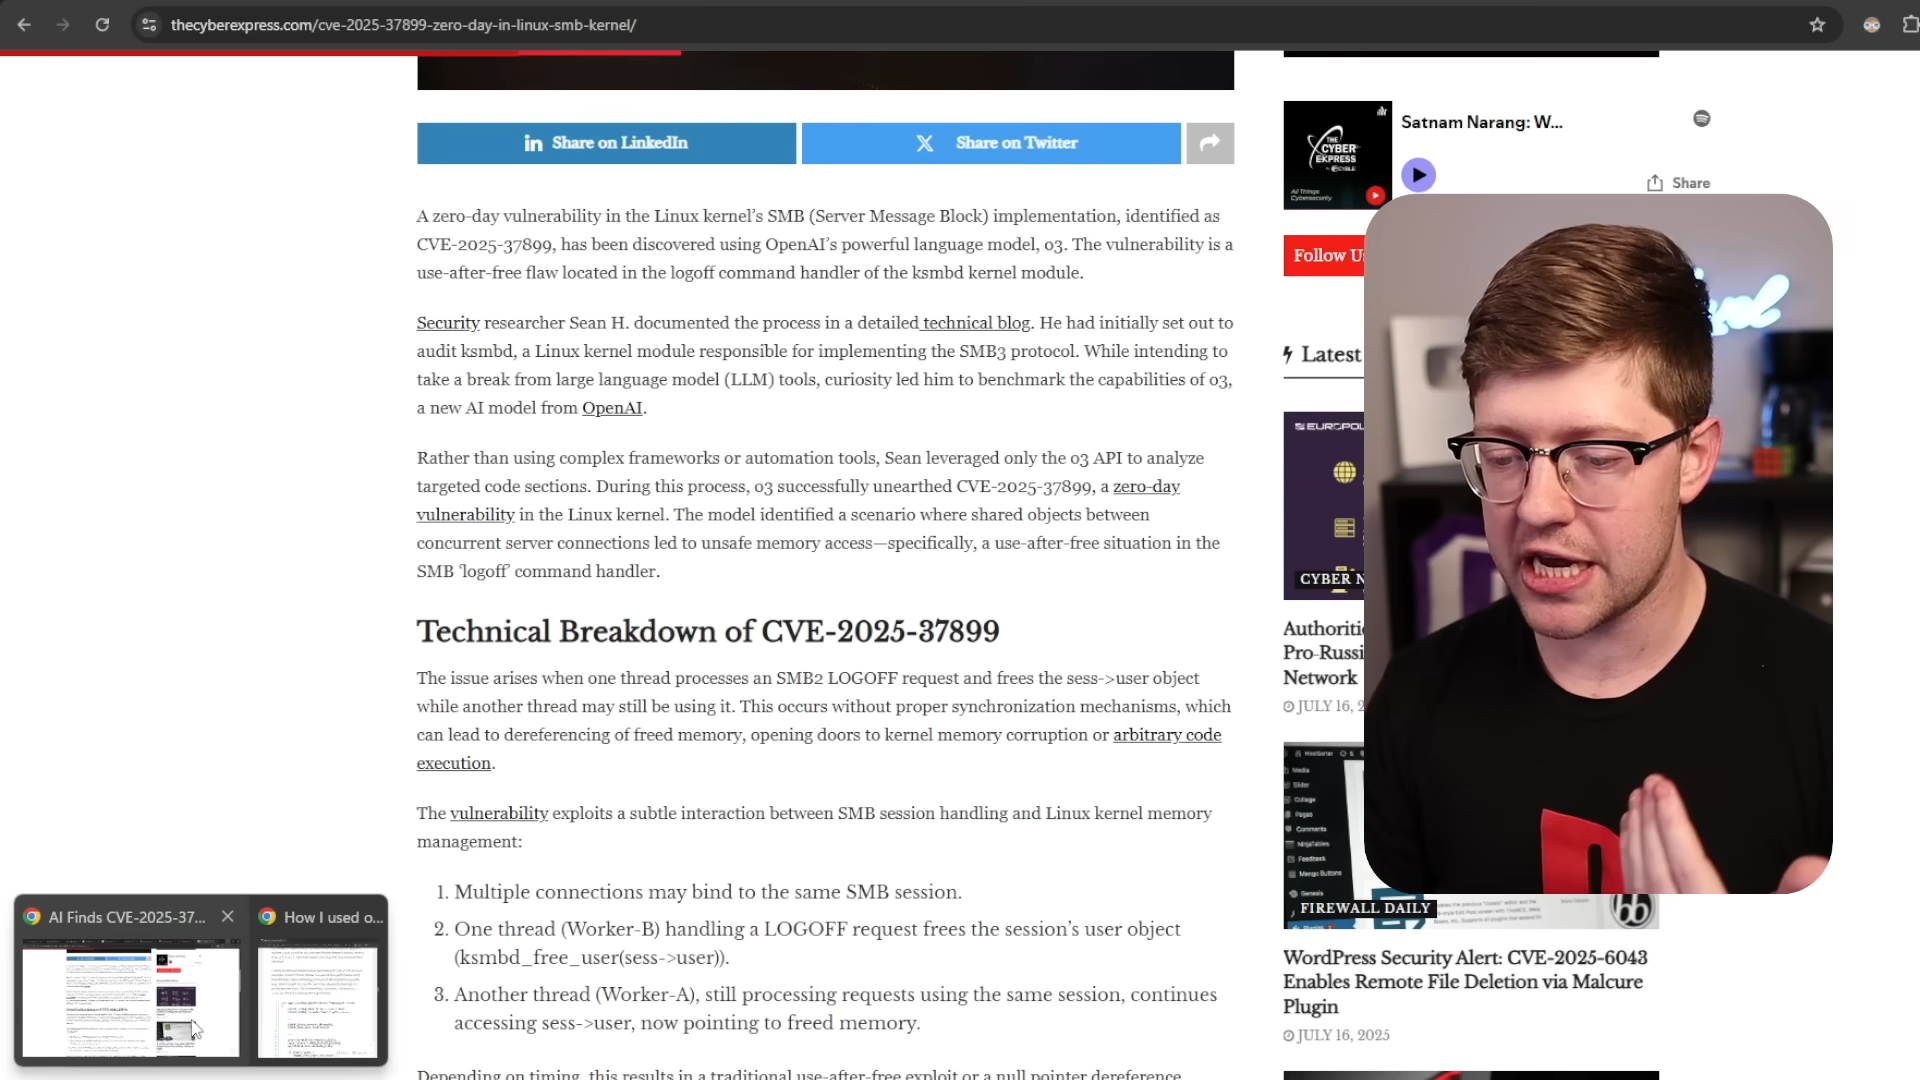 thecyberexpress.com/cve-2025-37899-zero-day-in-linux-smb-kernel/
Share on LinkedIn
Share on Twitter
A zero-day vulnerability in the Linux kernel's SMB (Server Message Block) implementation, identified as
CVE-2025-37899, has been discovered using OpenAI's powerful language model, o3. The vulnerability is a
use-after-free flaw located in the logoff command handler of the ksmbd kernel module.
Security researcher Sean H. documented the process in a detailed technical blog. He had initially set out to
audit ksmbd, a Linux kernel module responsible for implementing the SMB3 protocol. While intending to
take a break from large language model (LLM) tools, curiosity led him to benchmark the capabilities of o3,
a new AI model from OpenAI.
Rather than using complex frameworks or automation tools, Sean leveraged only the o3 API to analyze
targeted code sections. During this process, o3 successfully unearthed CVE-2025-37899, a zero-day
vulnerability in the Linux kernel. The model identified a scenario where shared objects between
concurrent server connections led to unsafe memory access—specifically, a use-after-free situation in the
SMB 'logoff' command handler.
Technical Breakdown of CVE-2025-37899
The issue arises when one thread processes an SMB2 LOGOFF request and frees the sess->user object
while another thread may still be using it. This occurs without proper synchronization mechanisms, which
can lead to dereferencing of freed memory, opening doors to kernel memory corruption or arbitrary code
execution.
The vulnerability exploits a subtle interaction between SMB session handling and Linux kernel memory
management:
1. Multiple connections may bind to the same SMB session.
2. One thread (Worker-B) handling a LOGOFF request frees the session's user object
(ksmbd_free_user(sess->user)).
3. Another thread (Worker-A), still processing requests using the same session, continues
accessing sess->user, now pointing to freed memory.
Depending on timing, this results in a traditional use-after-free exploit or a null pointer dereference
THE
CYBER
EXPRESS
BY CYBLE
All Things
Cybersecurity
Satnam Narang: W...
Share
Follow U
Latest
EUROPOL
CYBER N
Authoriti
Pro-Russi
Network
JULY 16, 2
Media
Slider
Collage
Pages
Comments
NinjaTables
Feedback
Mango Buttons
Genesis
FIREWALL DAILY
WordPress Security Alert: CVE-2025-6043
Enables Remote File Deletion via Malcure
Plugin
JULY 16, 2025
AI Finds CVE-2025-37...
How I used o...